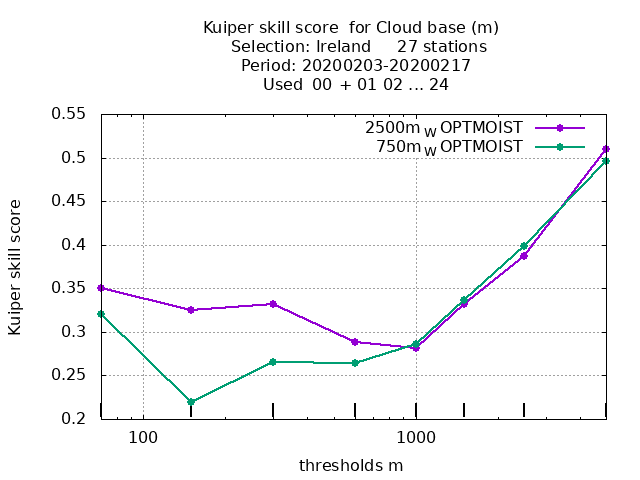 Kuiper skill score for Cloud base (m)
Selection: Ireland 27 stations
Period: 20200203-20200217
Used 00 + 01 02 ... 24
2500m W OPTMOIST
750m W OPTMOIST
Kuiper skill score
0.55
0.5
0.45
0.4
0.35
0.3
0.25
0.2
100 1000
thresholds m